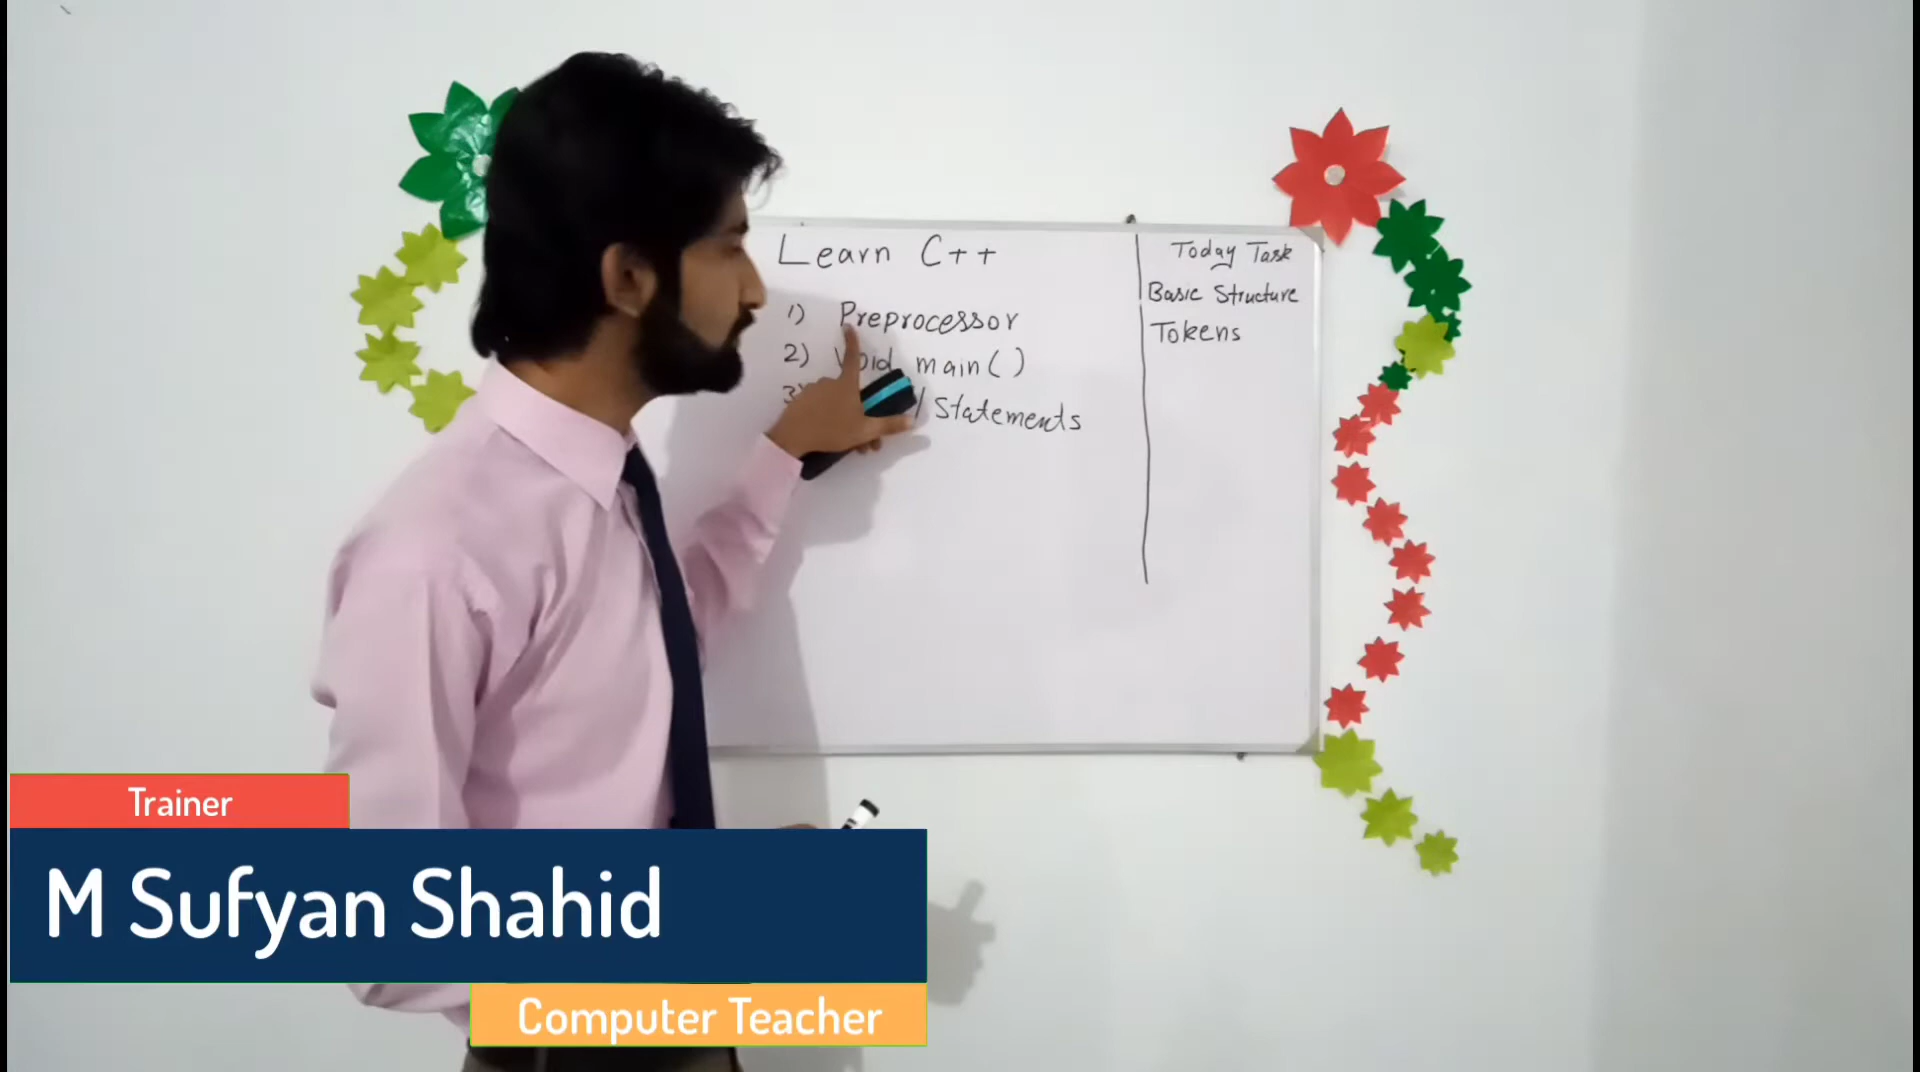 Learn C++
1) Preprocessor
2) Void main()
3) / Statements
Today Task
Basic Structure
Tokens
Trainer
M Sufyan Shahid
Computer Teacher